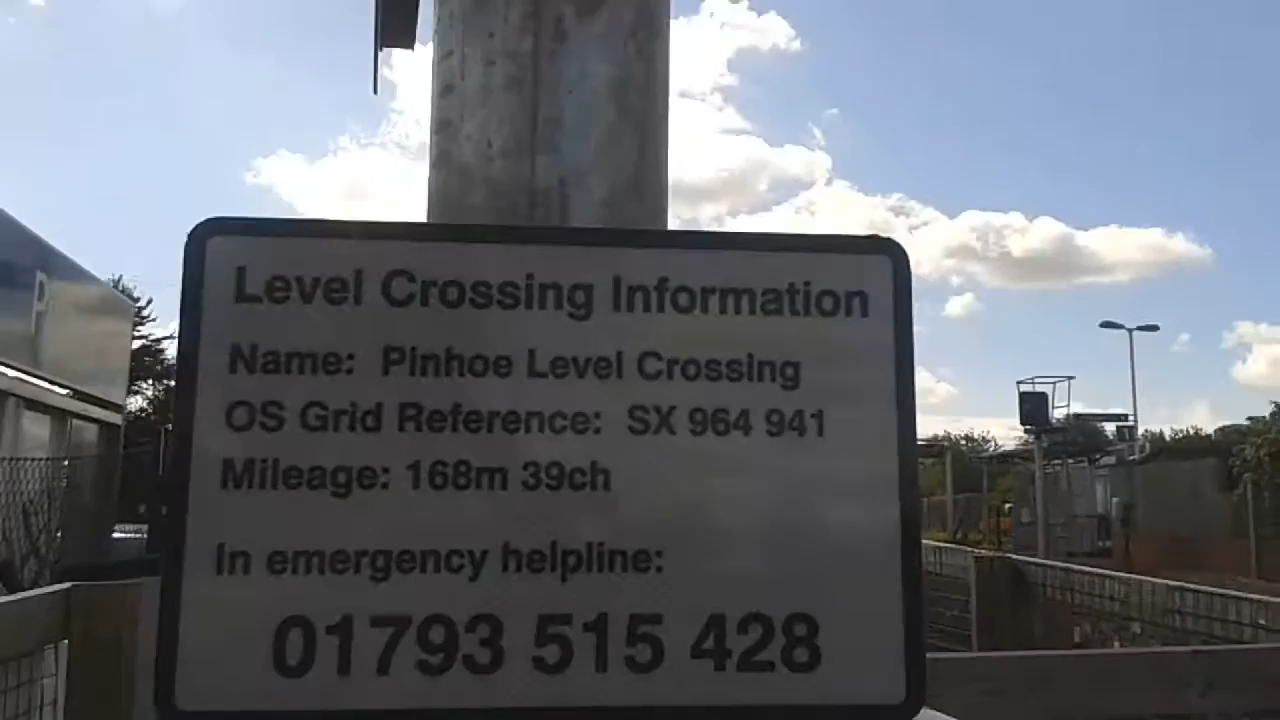 P
Level Crossing Information
Name: Pinhoe Level Crossing
OS Grid Reference: SX 964 941
Mileage: 168m 39ch
In emergency helpline:
01793 515 428